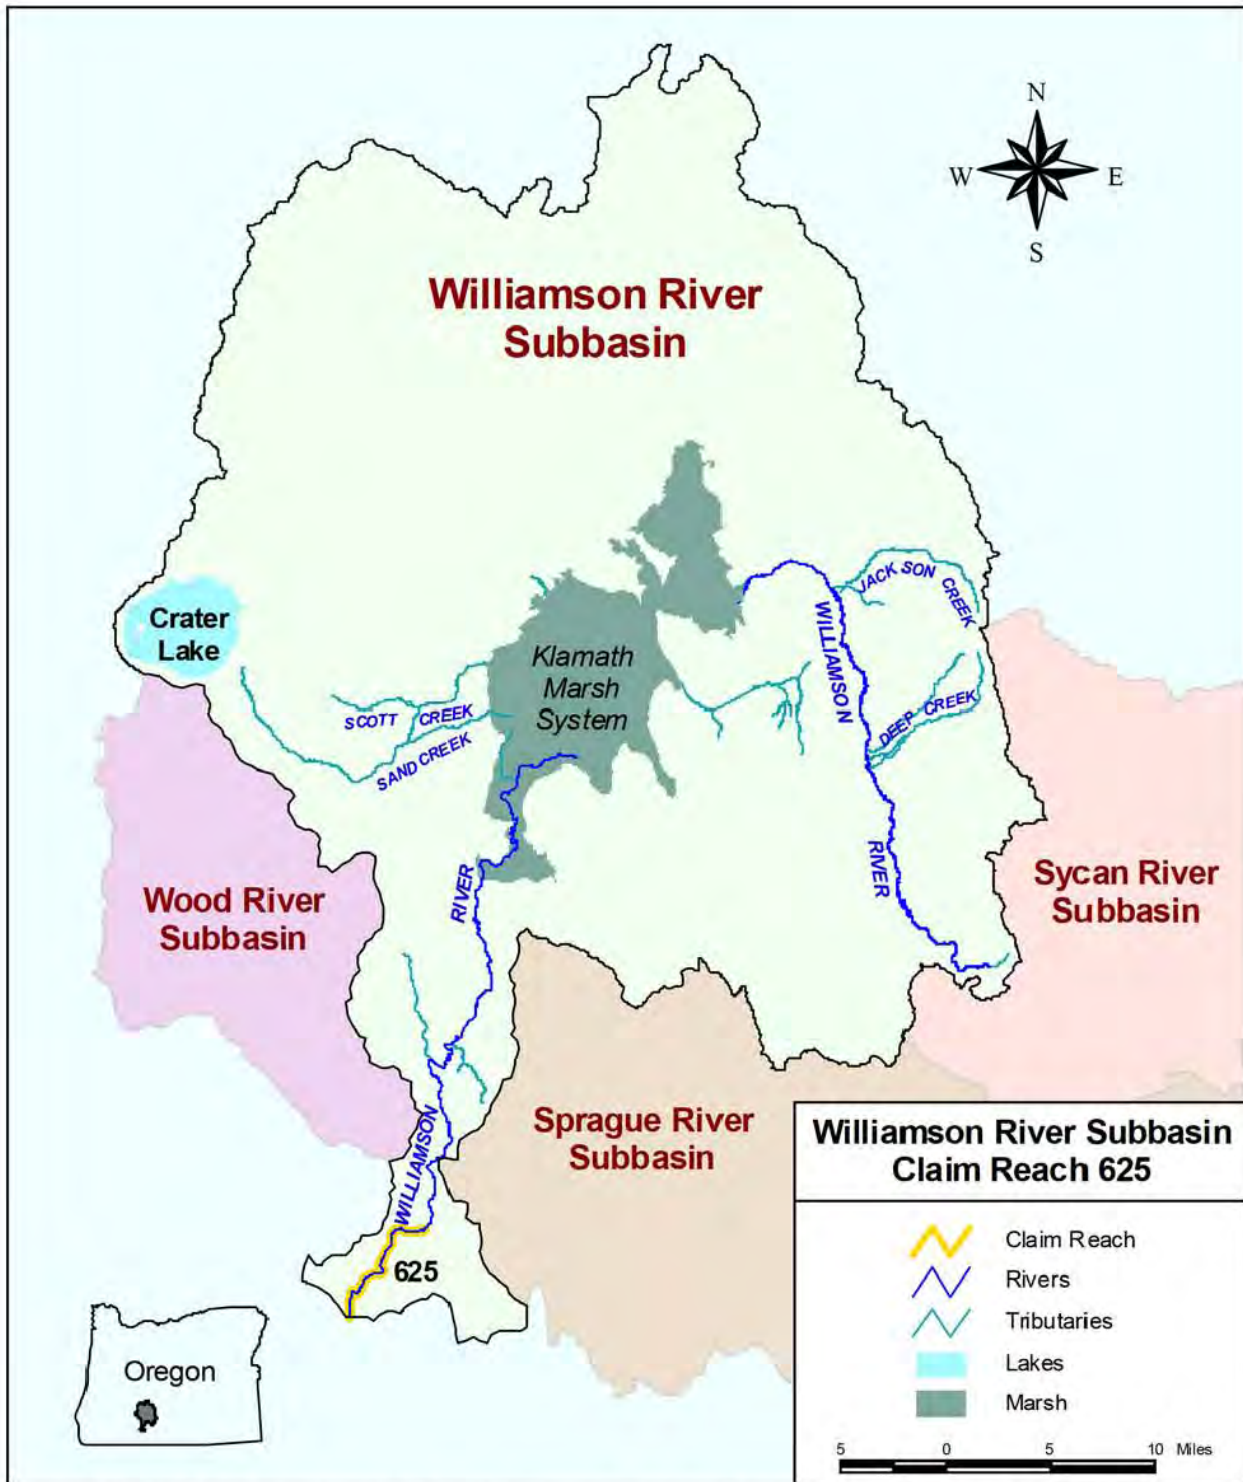 N
W
E
S
Williamson River
Subbasin
Crater
Lake
Klamath
Marsh
System
JACKSON CREEK
WILLIAMSON
RIVER
DEEP CREEK
SCOTT CREEK
SAND CREEK
RIVER
WILLIAMSON
Wood River
Subbasin
Sycan River
Subbasin
Sprague River
Subbasin
625
Oregon
Williamson River Subbasin
Claim Reach 625
Claim Reach
Rivers
Tributaries
Lakes
Marsh
5 0 5 10 Miles